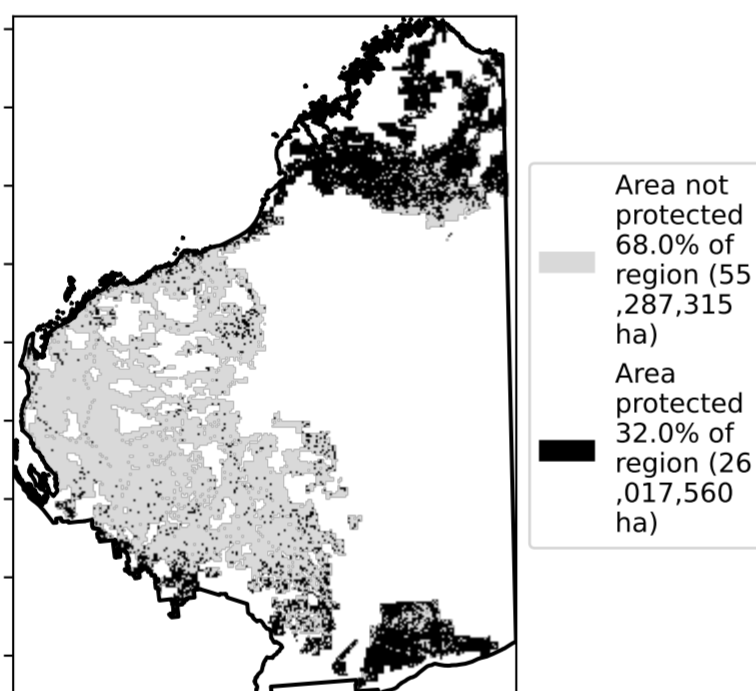 Area not
protected
68.0% of
region (55
,287,315
ha)
Area
protected
32.0% of
region (26
,017,560
ha)